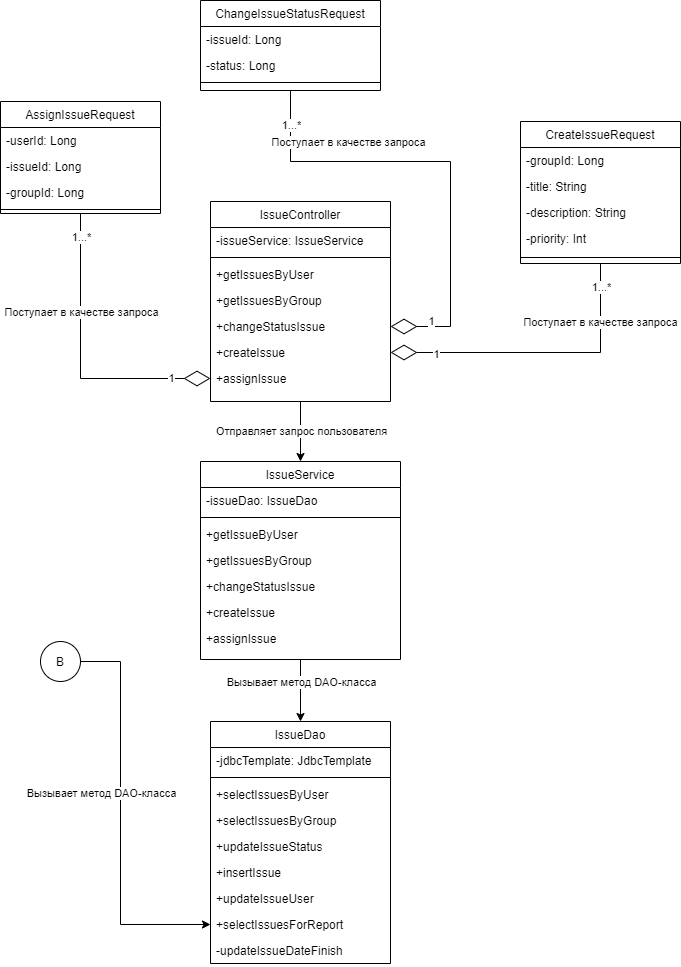 ChangeIssueStatusRequest
-issueId: Long
-status: Long
1...*
Поступает в качестве запроса
AssignIssueRequest
-userId: Long
-issueId: Long
-groupId: Long
1...*
Поступает в качестве запроса
1
CreateIssueRequest
-groupId: Long
-title: String
-description: String
-priority: Int
1...*
Поступает в качестве запроса
1
1
IssueController
-issueService: IssueService
+getIssuesByUser
+getIssuesByGroup
+changeStatusIssue
+createIssue
+assignIssue
Отправляет запрос пользователя
IssueService
-issueDao: IssueDao
+getIssueByUser
+getIssuesByGroup
+changeStatusIssue
+createIssue
+assignIssue
B
Вызывает метод DAO-класса
Вызывает метод DAO-класса
IssueDao
-jdbcTemplate: JdbcTemplate
+selectIssuesByUser
+selectIssuesByGroup
+updateIssueStatus
+insertIssue
+updateIssueUser
+selectIssuesForReport
-updateIssueDateFinish